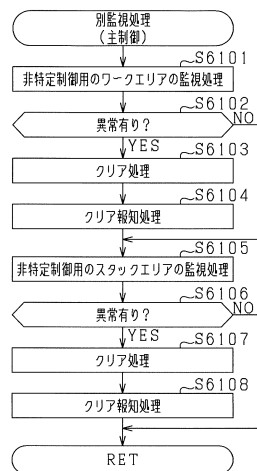 別監視処理
(主制御)
S6101
非特定制御用のワークエリアの監視処理
S6102
異常有り?
NO
YES
S6103
クリア処理
S6104
クリア報知処理
S6105
非特定制御用のスタックエリアの監視処理
S6106
異常有り?
NO
YES
S6107
クリア処理
S6108
クリア報知処理
RET